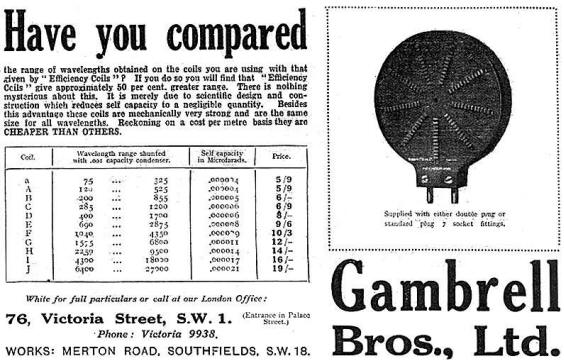 Have you compared
the range of wavelengths obtained on the coils you are using with that
given by "Efficiency Coils"? If you do so you will find that "Efficiency
Coils" give approximately 50 per cent. greater range. There is nothing
mysterious about this. It is merely due to scientific design and con-
struction which reduces self capacity to a negligible quantity. Besides
this advantage these coils are mechanically very strong and are the same
size for all wavelengths. Reckoning on a cost per metre basis they are
CHEAPER THAN OTHERS.
Coil. Wavelength range shunted with .001 capacity condenser. Self capacity in Microfarads. Price.
a 75 ... 325 .000004 5/9
A 120 ... 525 .000004 5/9
B 200 ... 855 .000005 6/-
C 285 ... 1200 .000006 6/9
D 400 ... 1700 .000006 8/-
E 690 ... 2875 .000008 9/6
F 1040 ... 4350 .000009 10/3
G 1575 ... 6800 .000011 12/-
H 2250 ... 9500 .000014 14/-
I 4300 ... 18000 .000017 16/-
J 6400 ... 27000 .000021 19/-
White for full particulars or call at our London Office:
76, Victoria Street, S.W. 1. (Entrance in Palace Street.)
Phone: Victoria 9938.
WORKS: MERTON ROAD, SOUTHFIELDS, S.W. 18.
Supplied with either double plug or
standard plug & socket fittings.
Gambrell
Bros., Ltd.